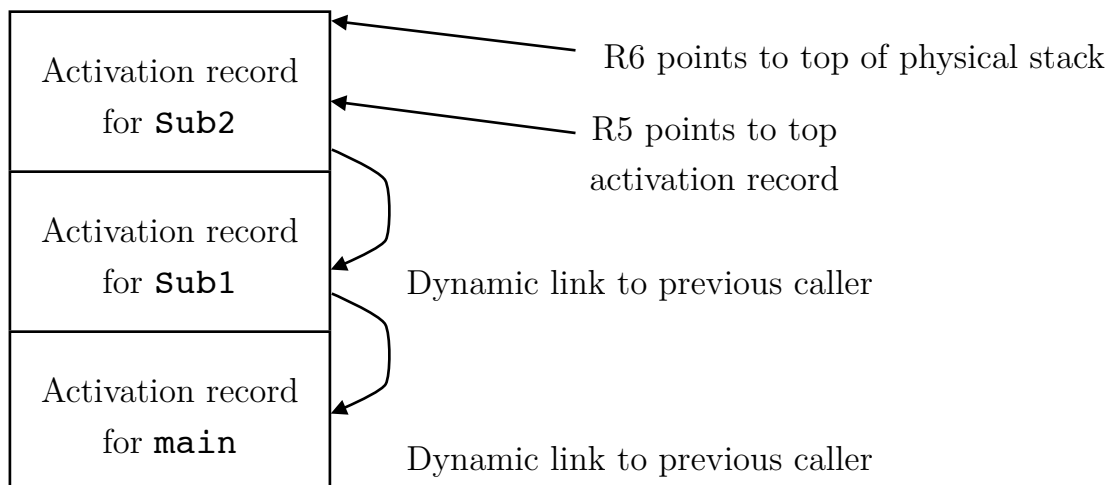 Activation record
for Sub2
R6 points to top of physical stack
R5 points to top
activation record
Activation record
for Sub1
Dynamic link to previous caller
Activation record
for main
Dynamic link to previous caller